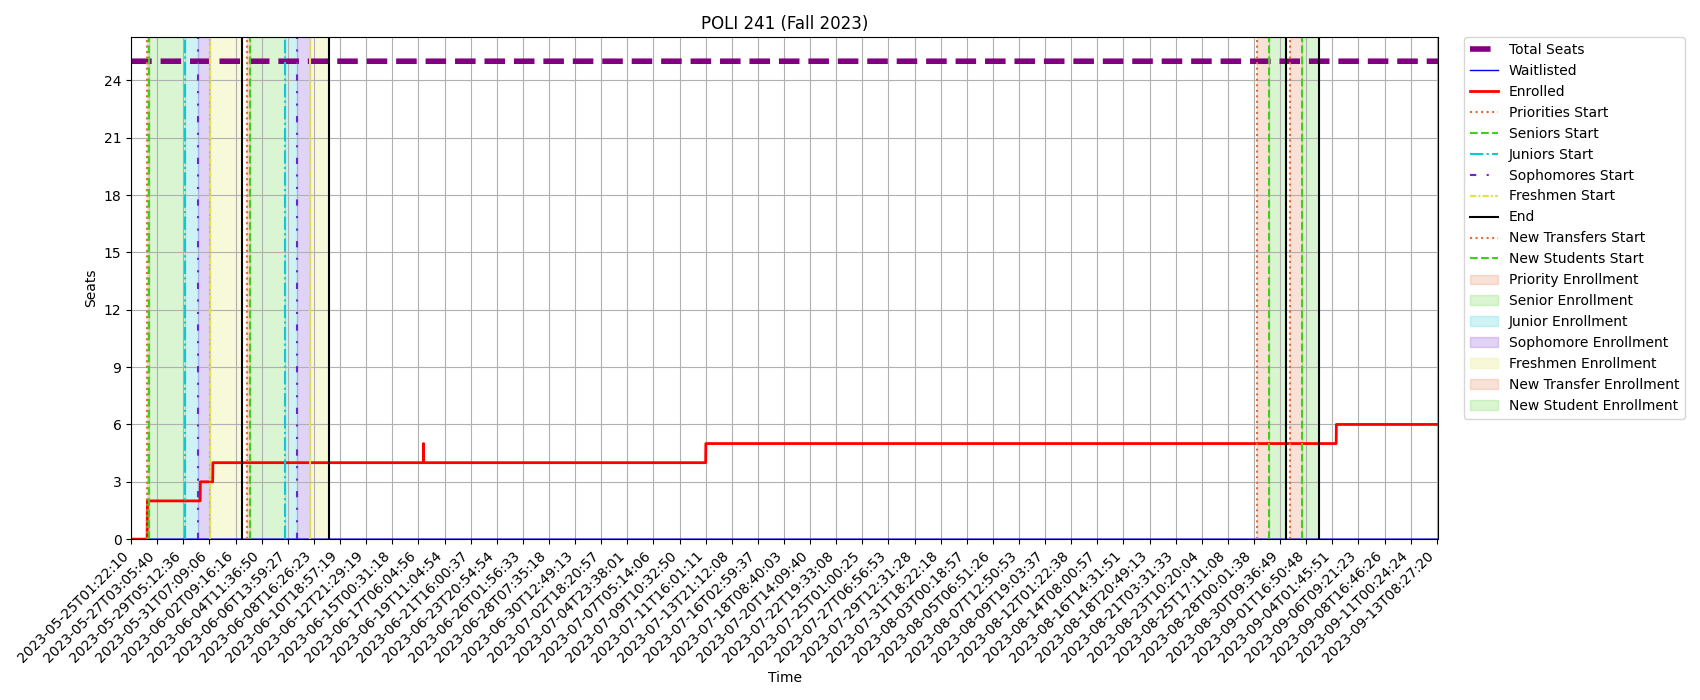 POLI 241 (Fall 2023)
Seats
24
21
18
15
12
9
6
3
0
2023-05-25T01:22:10
2023-05-27T03:05:40
2023-05-29T05:12:36
2023-05-31T07:09:06
2023-06-02T09:16:16
2023-06-04T11:36:50
2023-06-06T13:59:27
2023-06-08T16:26:23
2023-06-10T18:57:19
2023-06-12T21:29:19
2023-06-15T00:31:18
2023-06-17T06:04:56
2023-06-19T11:04:54
2023-06-21T16:00:37
2023-06-23T20:54:54
2023-06-26T01:56:33
2023-06-28T07:35:18
2023-06-30T12:49:13
2023-07-02T18:20:57
2023-07-04T23:38:01
2023-07-07T05:14:06
2023-07-09T10:32:50
2023-07-11T16:01:11
2023-07-13T21:12:08
2023-07-16T02:59:37
2023-07-18T08:40:03
2023-07-20T14:09:40
2023-07-22T19:33:08
2023-07-25T01:00:25
2023-07-27T06:56:53
2023-07-29T12:31:28
2023-07-31T18:22:18
2023-08-03T00:18:57
2023-08-05T06:51:26
2023-08-07T12:50:53
2023-08-09T19:03:37
2023-08-12T01:22:38
2023-08-14T08:00:57
2023-08-16T14:31:51
2023-08-18T20:49:13
2023-08-21T03:31:33
2023-08-23T10:20:04
2023-08-25T17:11:08
2023-08-28T00:01:38
2023-08-30T09:36:49
2023-09-01T16:50:48
2023-09-04T01:45:51
2023-09-06T09:21:23
2023-09-08T16:46:26
2023-09-11T00:24:24
2023-09-13T08:27:20
Time
Total Seats
Waitlisted
Enrolled
Priorities Start
Seniors Start
Juniors Start
Sophomores Start
Freshmen Start
End
New Transfers Start
New Students Start
Priority Enrollment
Senior Enrollment
Junior Enrollment
Sophomore Enrollment
Freshmen Enrollment
New Transfer Enrollment
New Student Enrollment